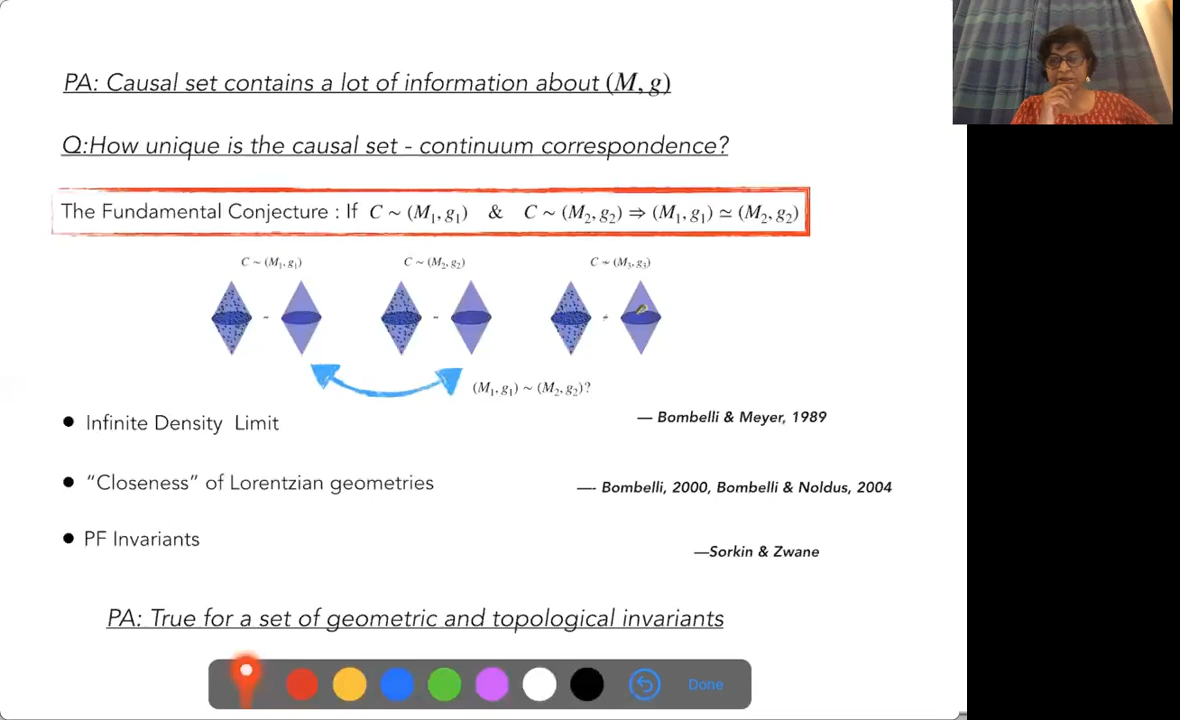 PA: Causal set contains a lot of information about (M, g)
Q:How unique is the causal set - continuum correspondence?
The Fundamental Conjecture : If C ∼ (M₁, g₁) & C ∼ (M₂, g₂) ⇒ (M₁, g₁) ≃ (M₂, g₂)
C ∼ (M₁, g₁) C ∼ (M₂, g₂) C ≁ (M₃, g₃)
∼ ∼ ≁
(M₁, g₁) ∼ (M₂, g₂)?
● Infinite Density Limit — Bombelli & Meyer, 1989
● “Closeness” of Lorentzian geometries —- Bombelli, 2000, Bombelli & Noldus, 2004
● PF Invariants —Sorkin & Zwane
PA: True for a set of geometric and topological invariants
Done